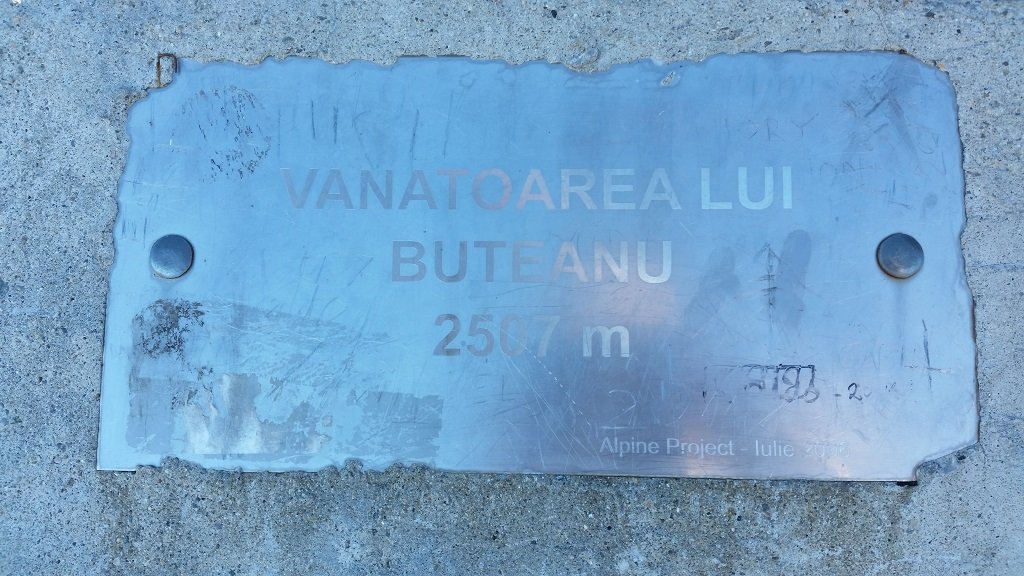 VANATOAREA LUI
BUTEANU
2507 m
Alpine Project - Iulie